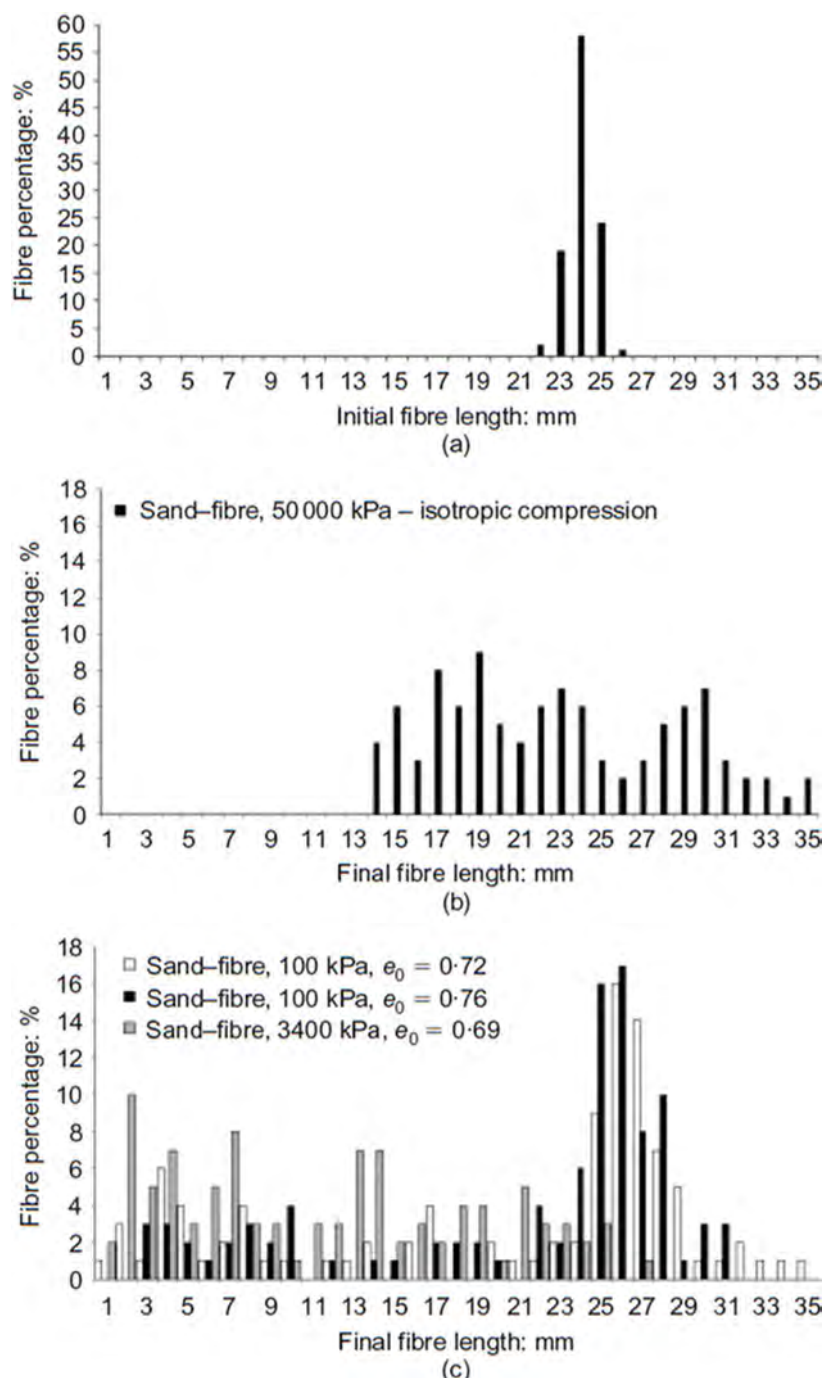 60
55
50
45
40
35
30
25
20
15
10
5
0
Fibre percentage: %
1 3 5 7 9 11 13 15 17 19 21 23 25 27 29 31 33 35
Initial fibre length: mm
(a)
18
16
14
12
10
8
6
4
2
0
Fibre percentage: %
Sand–fibre, 50 000 kPa – isotropic compression
1 3 5 7 9 11 13 15 17 19 21 23 25 27 29 31 33 35
Final fibre length: mm
(b)
18
16
14
12
10
8
6
4
2
0
Fibre percentage: %
Sand–fibre, 100 kPa, e0 = 0·72
Sand–fibre, 100 kPa, e0 = 0·76
Sand–fibre, 3400 kPa, e0 = 0·69
1 3 5 7 9 11 13 15 17 19 21 23 25 27 29 31 33 35
Final fibre length: mm
(c)